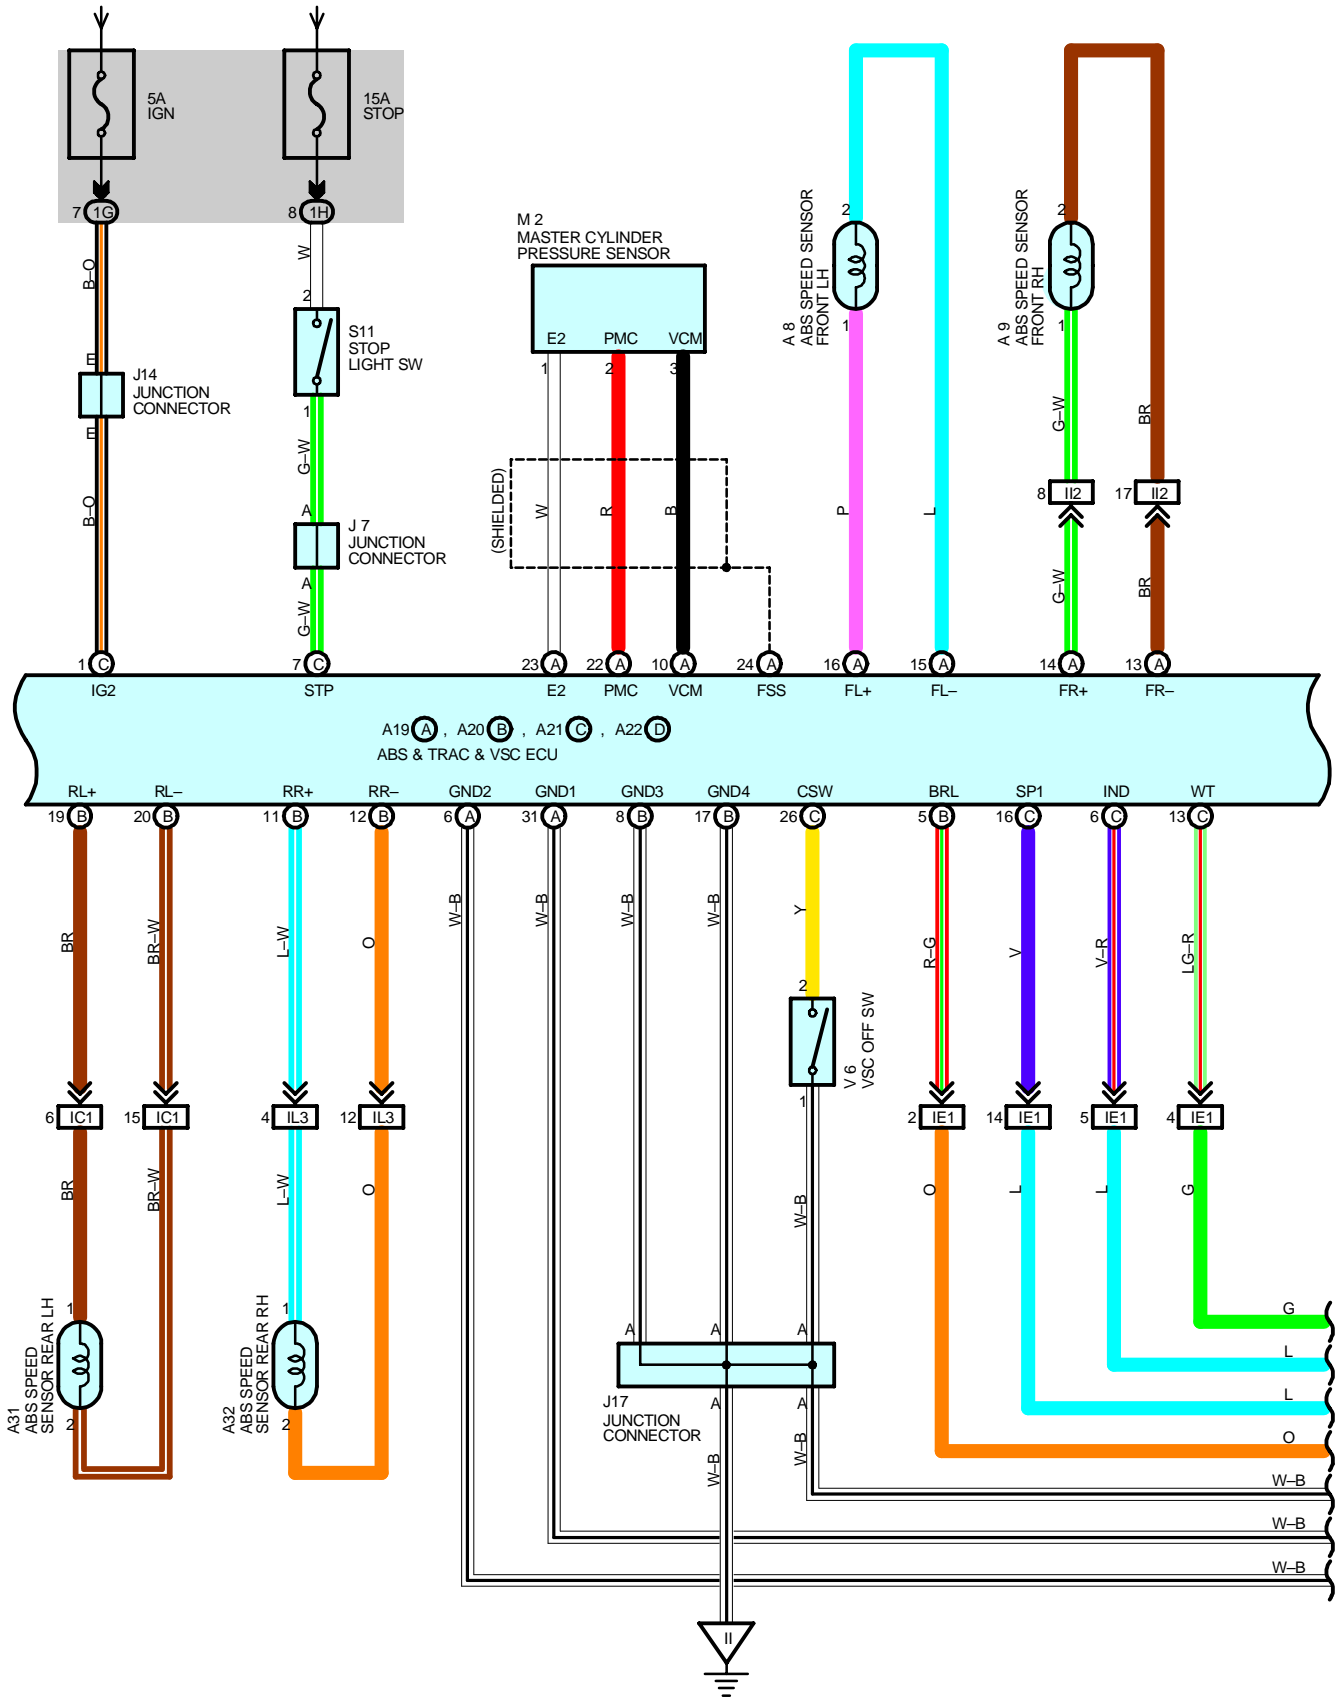 5A
IGN
15A
STOP
7 1G
8 1H
B–O
W
M 2
MASTER CYLINDER
PRESSURE SENSOR
A 8
ABS SPEED SENSOR
FRONT LH
2
1
A 9
ABS SPEED SENSOR
FRONT RH
2
1
2
S11
STOP
LIGHT SW
1
E2 PMC VCM
1 2 3
E
J14
JUNCTION
CONNECTOR
E
G–W
G–W
BR
B–O
A
J 7
JUNCTION
CONNECTOR
A
G–W
(SHIELDED)
W
R
B
P
L
8 II2
17 II2
G–W
BR
1 C
7 C
23 A
22 A
10 A
24 A
16 A
15 A
14 A
13 A
IG2 STP E2 PMC VCM FSS FL+ FL– FR+ FR–
A19 A , A20 B , A21 C , A22 D
ABS & TRAC & VSC ECU
RL+ RL– RR+ RR– GND2 GND1 GND3 GND4 CSW BRL SP1 IND WT
19 B
20 B
11 B
12 B
6 A
31 A
8 B
17 B
26 C
5 B
16 C
6 C
13 C
BR
BR–W
L–W
O
W–B
W–B
W–B
W–B
Y
R–G
V
V–R
LG–R
2
V 6
VSC OFF SW
1
6 IC1
15 IC1
4 IL3
12 IL3
2 IE1
14 IE1
5 IE1
4 IE1
BR
BR–W
L–W
O
W–B
O
L
L
G
1
A31
ABS SPEED
SENSOR REAR LH
2
1
A32
ABS SPEED
SENSOR REAR RH
2
A A A
J17
JUNCTION
CONNECTOR
A A
W–B
W–B
G
L
L
O
W–B
W–B
W–B
II